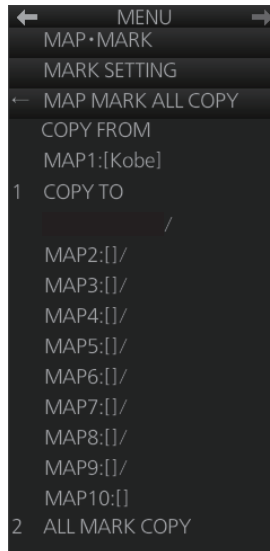 ← MENU →
MAP•MARK
MARK SETTING
← MAP MARK ALL COPY
COPY FROM
MAP1:[Kobe]
1 COPY TO
/
MAP2:[]/
MAP3:[]/
MAP4:[]/
MAP5:[]/
MAP6:[]/
MAP7:[]/
MAP8:[]/
MAP9:[]/
MAP10:[]
2 ALL MARK COPY